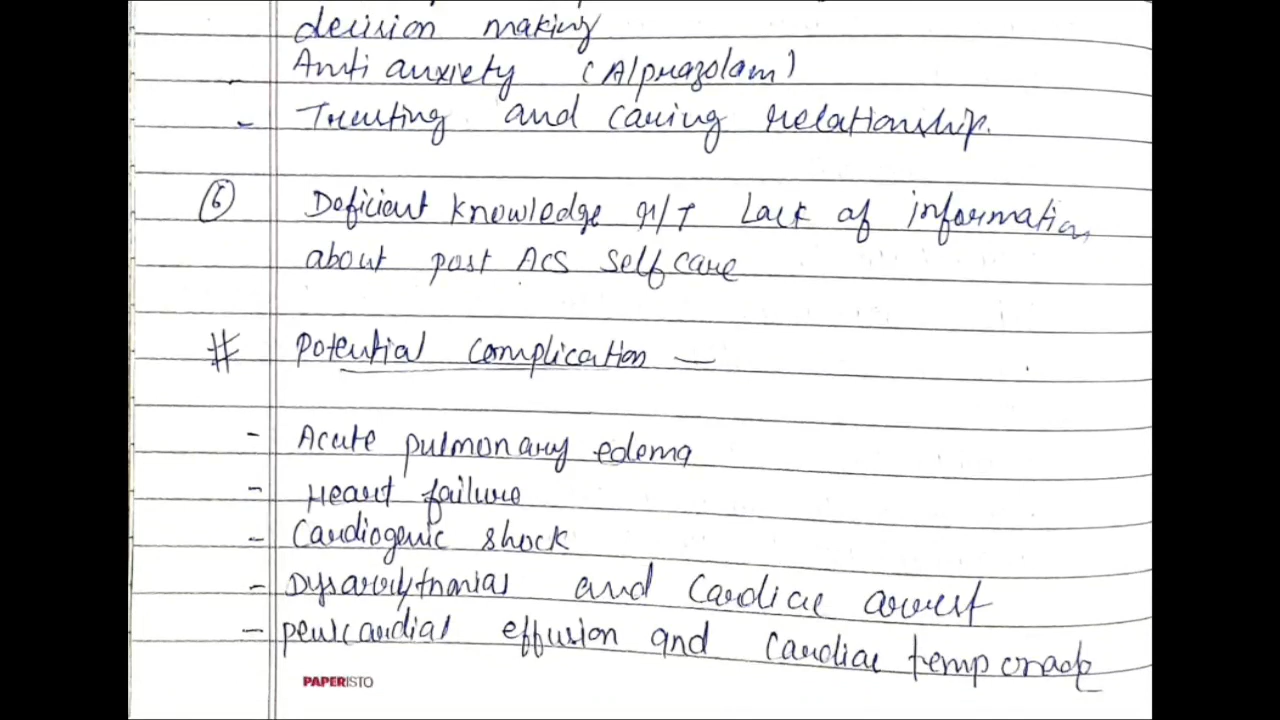 decision making
- Anti anxiety (Alprazolam)
- Trusting and caring relationship.
⑥ Deficient knowledge r/T Lack of information
about post ACS self care
# Potential Complication —
- Acute pulmonary edema
- Heart failure
- Cardiogenic shock
- Dysarrhythmias and Cardiac arrest
- pericardial effusion and Cardiac temponade
PAPERISTO